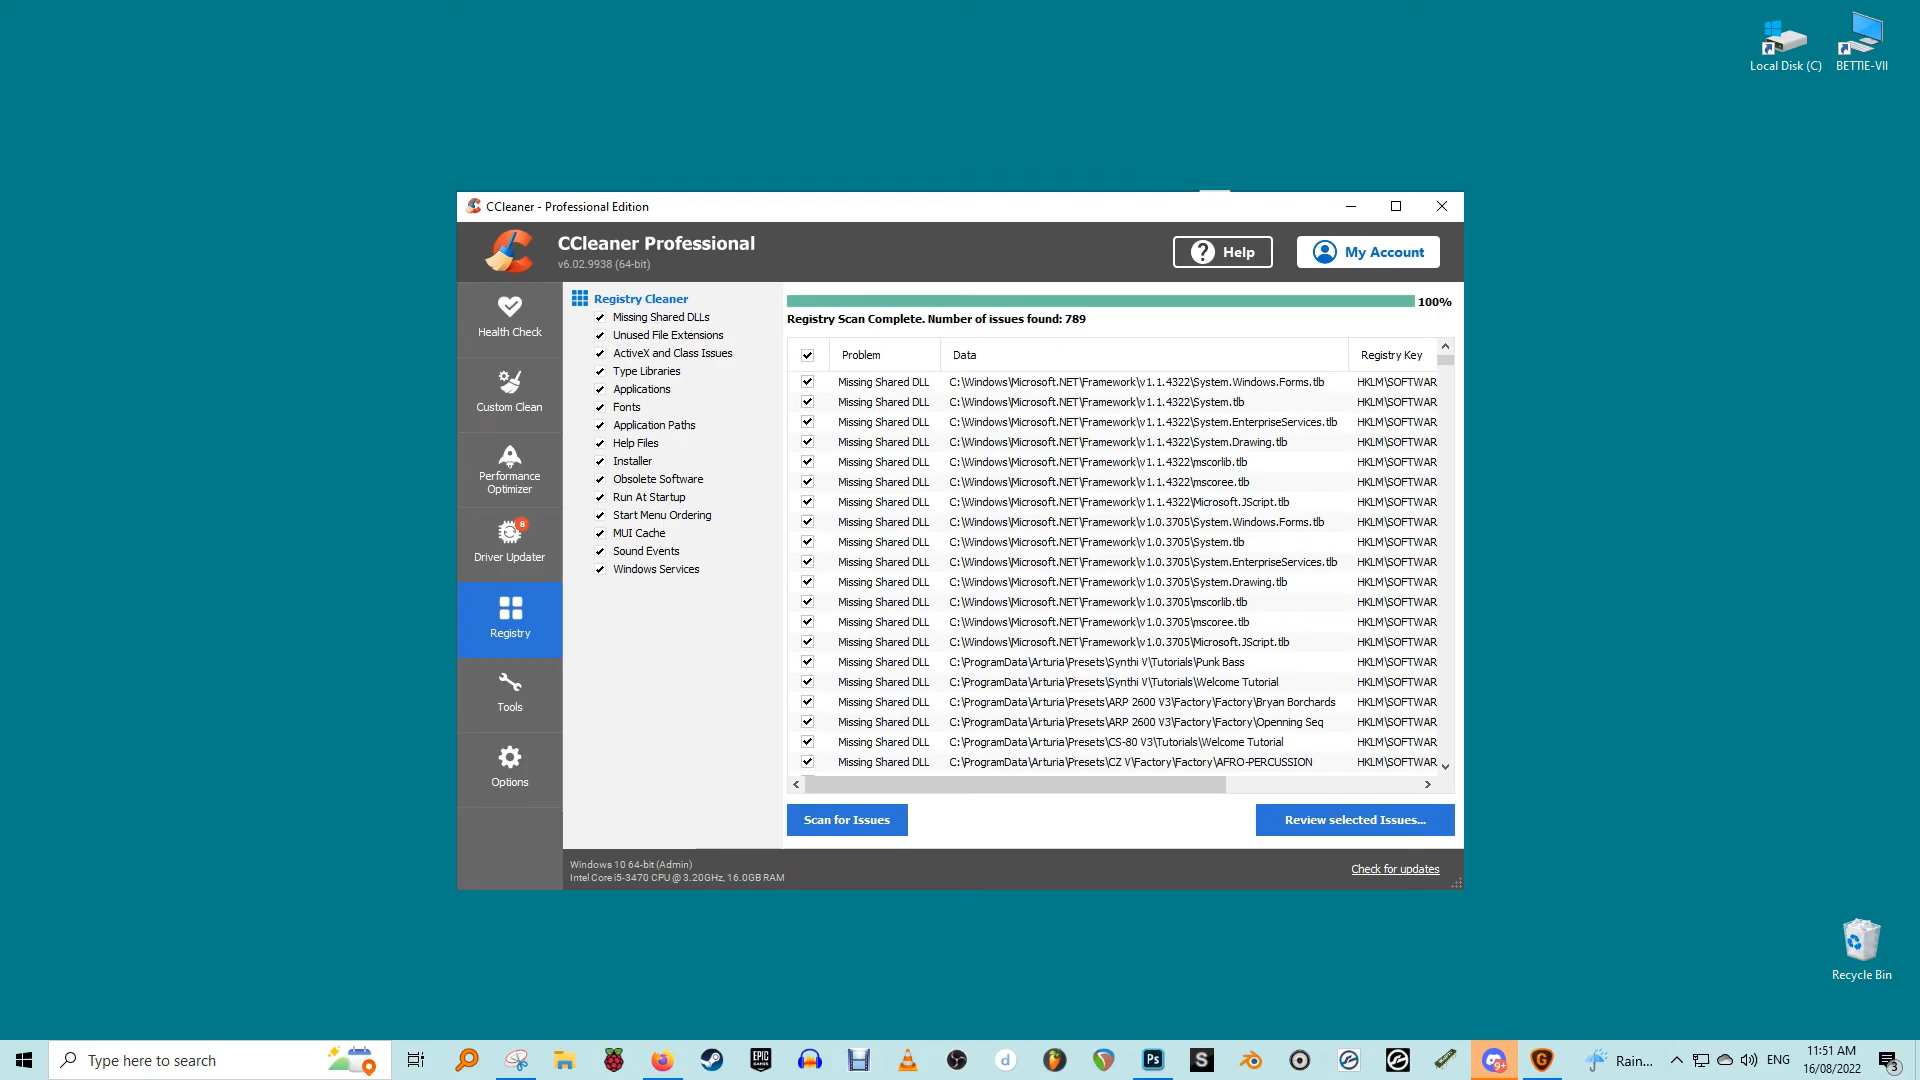 Local Disk (C)
BETTIE-VII
CCleaner - Professional Edition
CCleaner Professional
v6.02.9938 (64-bit)
? Help
My Account
Health Check
Custom Clean
Performance
Optimizer
8
Driver Updater
Registry
Tools
Options
Registry Cleaner
Missing Shared DLLs
Unused File Extensions
ActiveX and Class Issues
Type Libraries
Applications
Fonts
Application Paths
Help Files
Installer
Obsolete Software
Run At Startup
Start Menu Ordering
MUI Cache
Sound Events
Windows Services
100%
Registry Scan Complete. Number of issues found: 789
Problem Data Registry Key
Missing Shared DLL C:\Windows\Microsoft.NET\Framework\v1.1.4322\System.Windows.Forms.tlb HKLM\SOFTWAR
Missing Shared DLL C:\Windows\Microsoft.NET\Framework\v1.1.4322\System.tlb HKLM\SOFTWAR
Missing Shared DLL C:\Windows\Microsoft.NET\Framework\v1.1.4322\System.EnterpriseServices.tlb HKLM\SOFTWAR
Missing Shared DLL C:\Windows\Microsoft.NET\Framework\v1.1.4322\System.Drawing.tlb HKLM\SOFTWAR
Missing Shared DLL C:\Windows\Microsoft.NET\Framework\v1.1.4322\mscorlib.tlb HKLM\SOFTWAR
Missing Shared DLL C:\Windows\Microsoft.NET\Framework\v1.1.4322\mscoree.tlb HKLM\SOFTWAR
Missing Shared DLL C:\Windows\Microsoft.NET\Framework\v1.1.4322\Microsoft.JScript.tlb HKLM\SOFTWAR
Missing Shared DLL C:\Windows\Microsoft.NET\Framework\v1.0.3705\System.Windows.Forms.tlb HKLM\SOFTWAR
Missing Shared DLL C:\Windows\Microsoft.NET\Framework\v1.0.3705\System.tlb HKLM\SOFTWAR
Missing Shared DLL C:\Windows\Microsoft.NET\Framework\v1.0.3705\System.EnterpriseServices.tlb HKLM\SOFTWAR
Missing Shared DLL C:\Windows\Microsoft.NET\Framework\v1.0.3705\System.Drawing.tlb HKLM\SOFTWAR
Missing Shared DLL C:\Windows\Microsoft.NET\Framework\v1.0.3705\mscorlib.tlb HKLM\SOFTWAR
Missing Shared DLL C:\Windows\Microsoft.NET\Framework\v1.0.3705\mscoree.tlb HKLM\SOFTWAR
Missing Shared DLL C:\Windows\Microsoft.NET\Framework\v1.0.3705\Microsoft.JScript.tlb HKLM\SOFTWAR
Missing Shared DLL C:\ProgramData\Arturia\Presets\Synthi V\Tutorials\Punk Bass HKLM\SOFTWAR
Missing Shared DLL C:\ProgramData\Arturia\Presets\Synthi V\Tutorials\Welcome Tutorial HKLM\SOFTWAR
Missing Shared DLL C:\ProgramData\Arturia\Presets\ARP 2600 V3\Factory\Factory\Bryan Borchards HKLM\SOFTWAR
Missing Shared DLL C:\ProgramData\Arturia\Presets\ARP 2600 V3\Factory\Factory\Openning Seq HKLM\SOFTWAR
Missing Shared DLL C:\ProgramData\Arturia\Presets\CS-80 V3\Tutorials\Welcome Tutorial HKLM\SOFTWAR
Missing Shared DLL C:\ProgramData\Arturia\Presets\CZ V\Factory\Factory\AFRO-PERCUSSION HKLM\SOFTWAR
Scan for Issues
Review selected Issues...
Windows 10 64-bit (Admin)
Intel Core i5-3470 CPU @ 3.20GHz, 16.0GB RAM
Check for updates
Recycle Bin
Type here to search
EPIC
GAMES
d
Ps
S
9+
G
Rain...
ENG
11:51 AM
16/08/2022
3